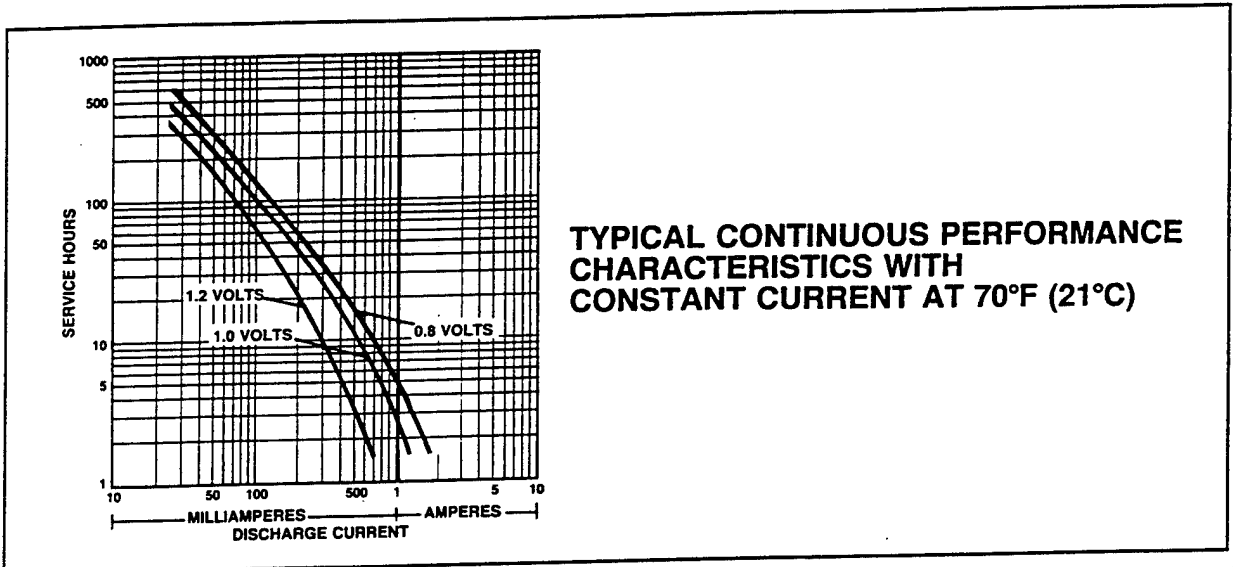 1000
500
100
50
10
5
1
SERVICE HOURS
1.2 VOLTS
1.0 VOLTS
0.8 VOLTS
10 50 100 500 1 5 10
MILLIAMPERES AMPERES
DISCHARGE CURRENT
TYPICAL CONTINUOUS PERFORMANCE
CHARACTERISTICS WITH
CONSTANT CURRENT AT 70°F (21°C)